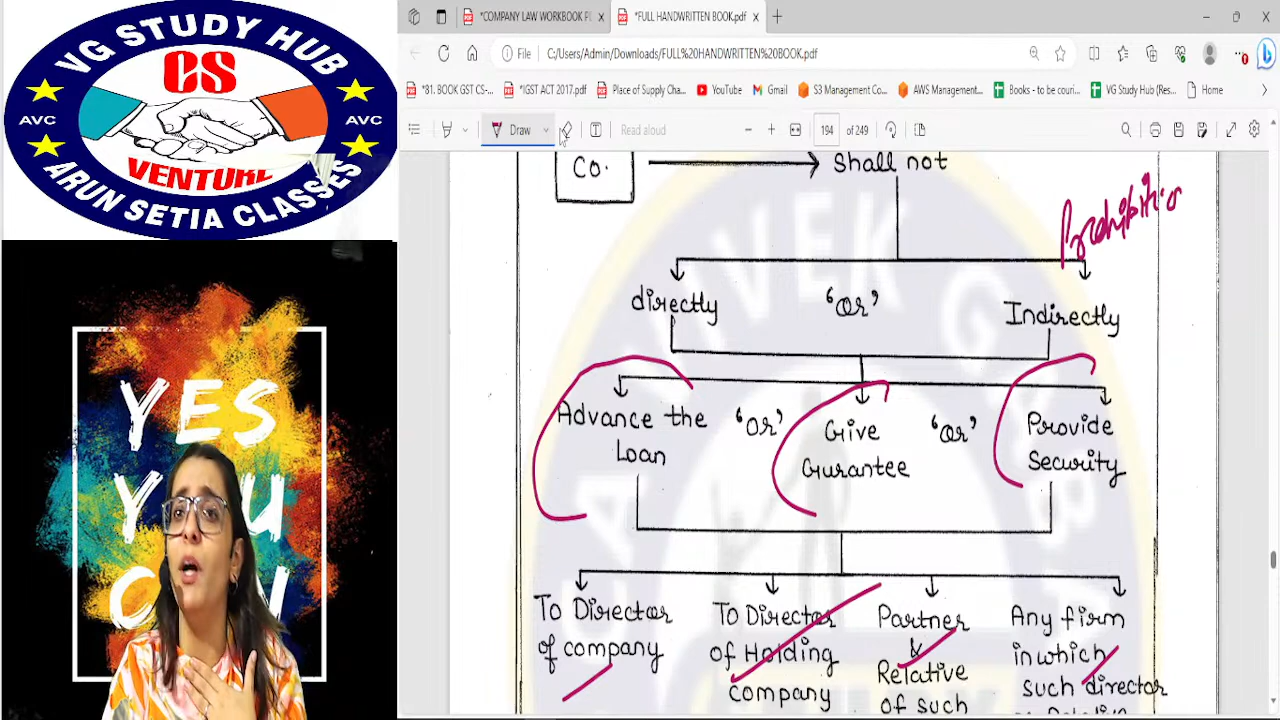 VG STUDY HUB
CS
AVC
AVC
VENTURE
ARUN SETIA CLASSES
YES
YOU
*COMPANY LAW WORKBOOK
*FULL HANDWRITTEN BOOK.pdf
File
C:/Users/Admin/Downloads/FULL%20HANDWRITTEN%20BOOK.pdf
*81. BOOK GST CS-...
*IGST ACT 2017.pdf
Place of Supply Cha...
YouTube
Gmail
S3 Management Co...
AWS Management...
Books - to be couri...
VG Study Hub (Res...
Home
Draw
Read aloud
194 of 249
Co.
Shall not
directly
'Or'
Indirectly
Advance the
Loan
'Or'
Give
Gurantee
'Or'
Provide
Security
To Director
of company
To Director
of Holding
company
Partner
&
Relative
of such
Any firm
in which
such director